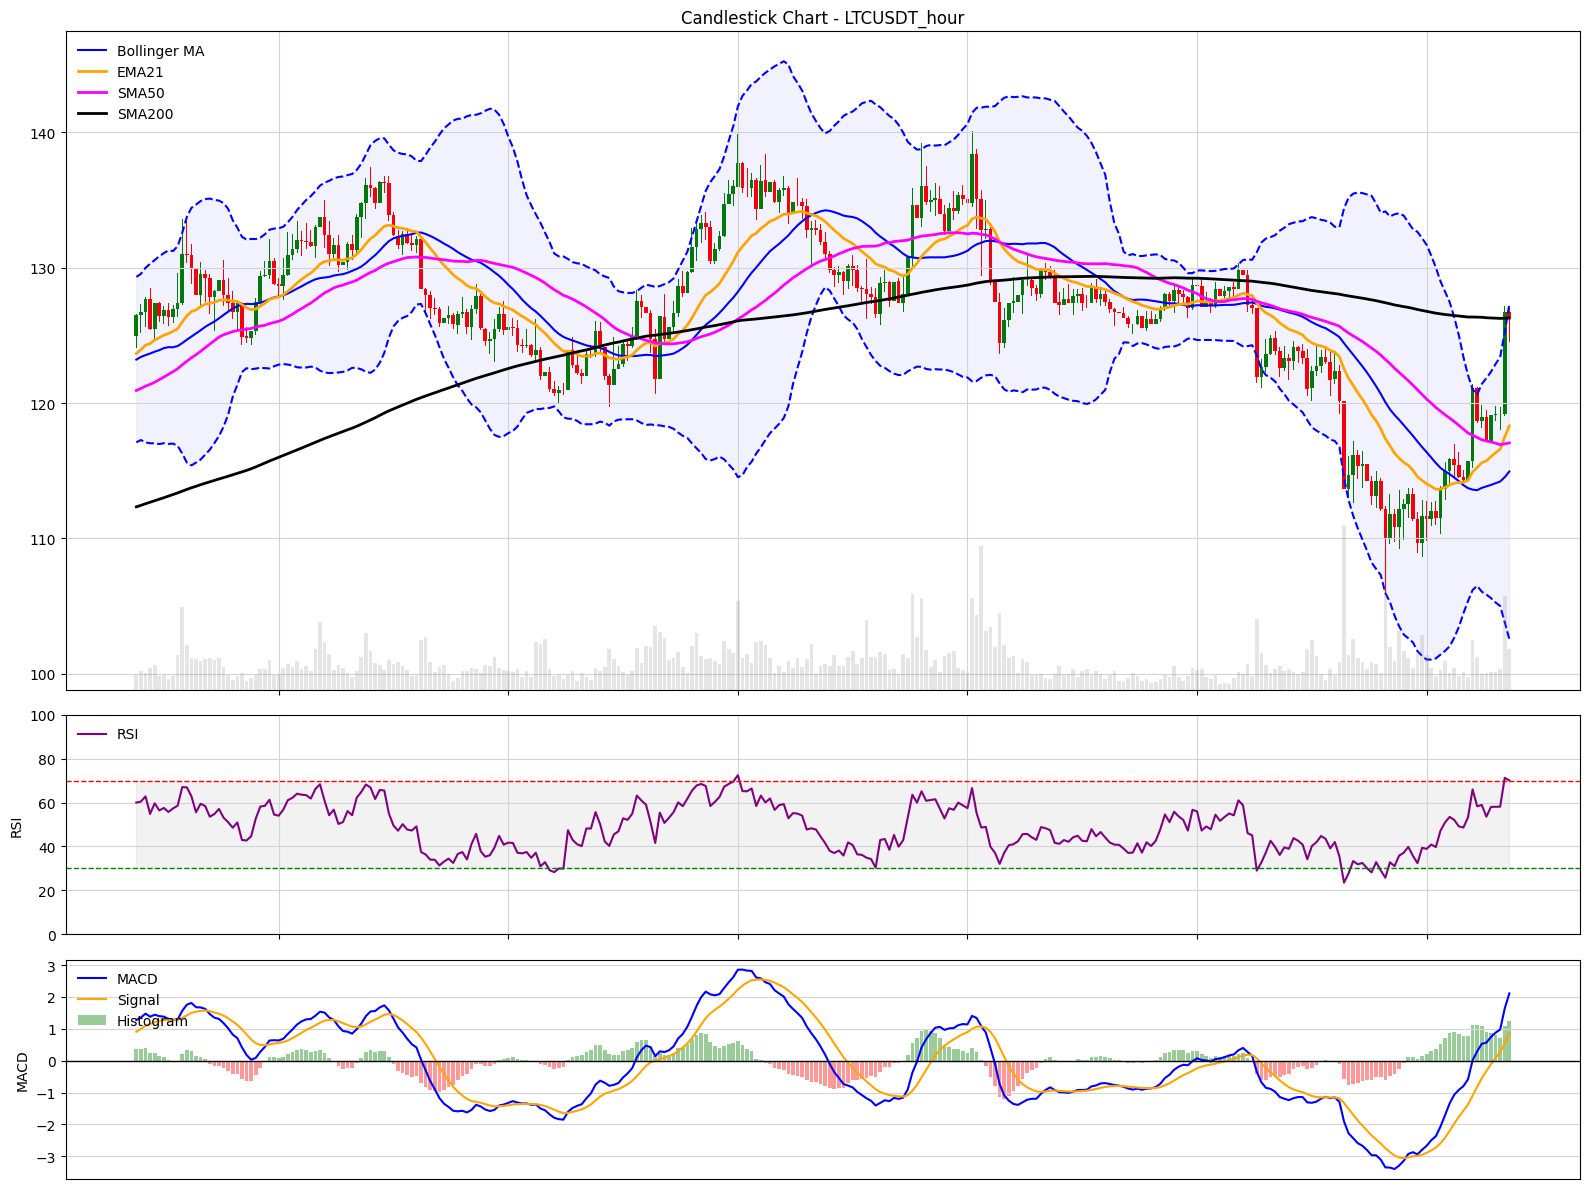 Candlestick Chart - LTCUSDT_hour
Bollinger MA
EMA21
SMA50
SMA200
140
130
120
110
100
RSI
100
80
60
40
20
0
RSI
MACD
Signal
Histogram
3
2
1
0
−1
−2
−3
MACD